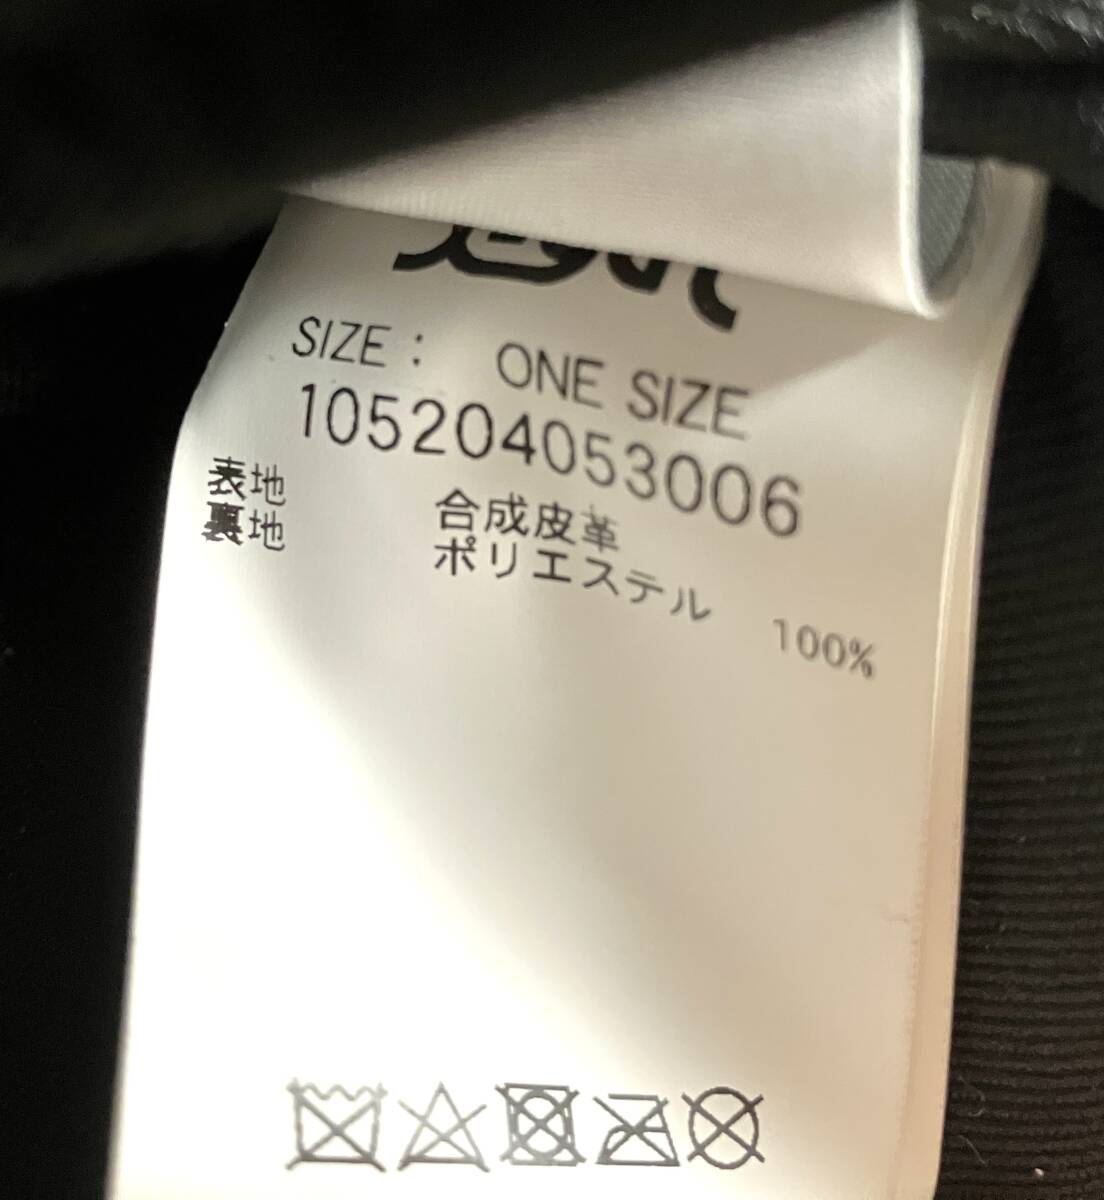 SIZE： ONE SIZE
105204053006
表地 合成皮革
裏地 ポリエステル 100%